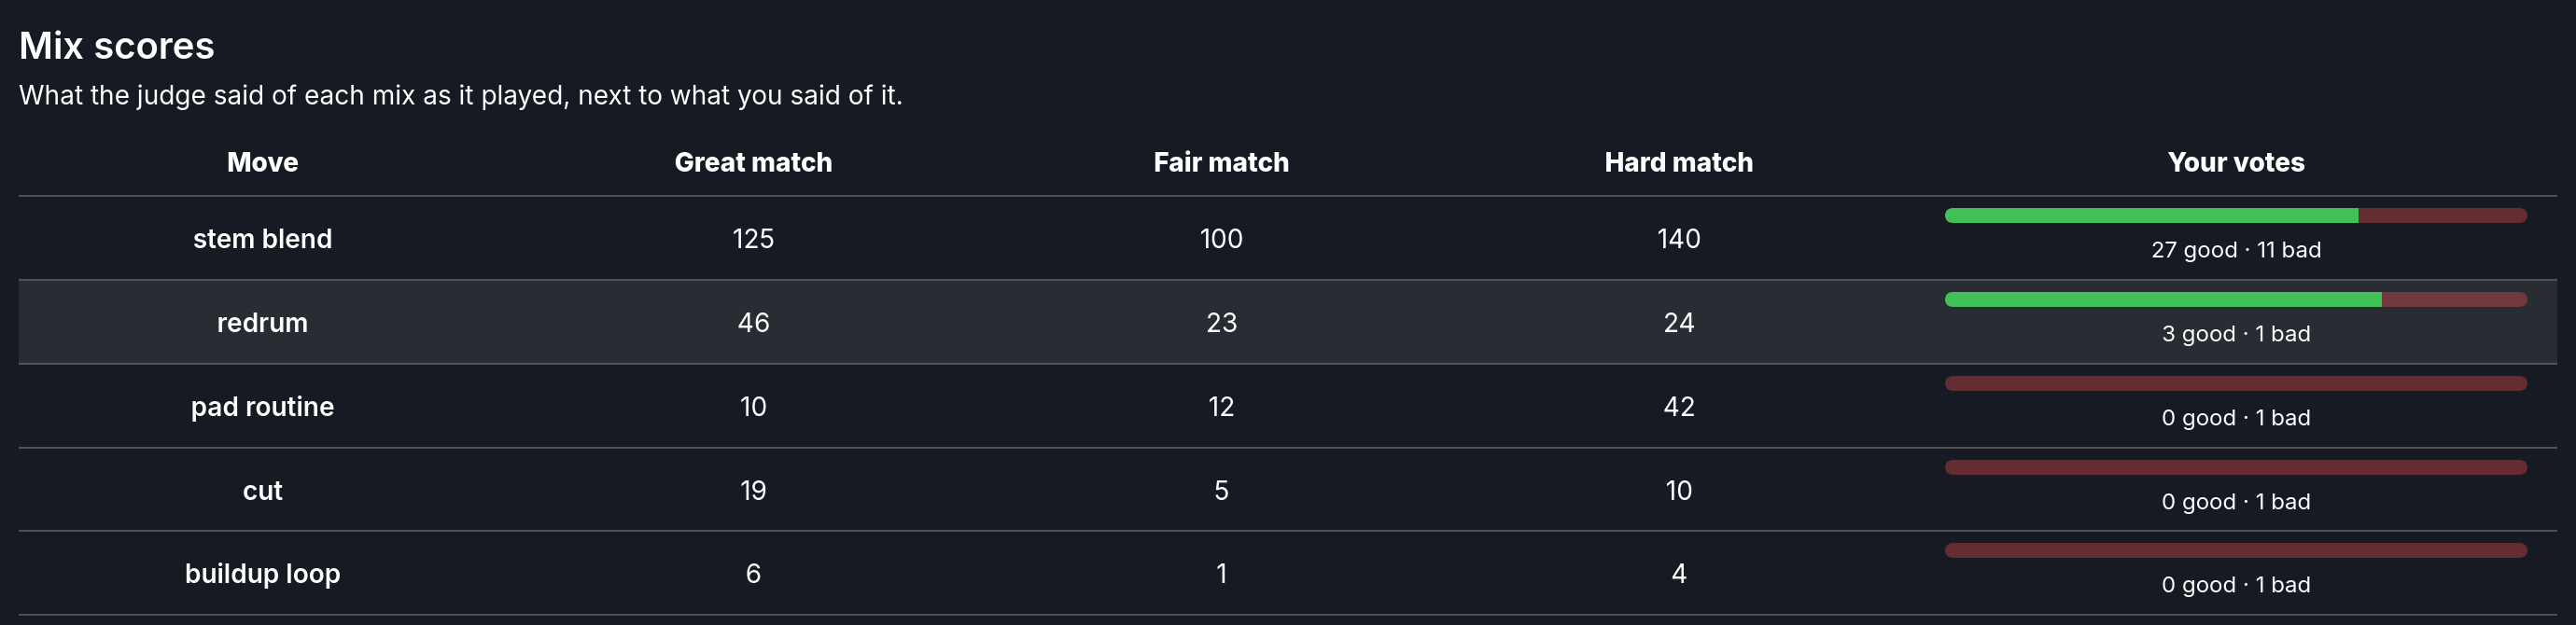 Mix scores
What the judge said of each mix as it played, next to what you said of it.
Move Great match Fair match Hard match Your votes
stem blend 125 100 140 27 good · 11 bad
redrum 46 23 24 3 good · 1 bad
pad routine 10 12 42 0 good · 1 bad
cut 19 5 10 0 good · 1 bad
buildup loop 6 1 4 0 good · 1 bad